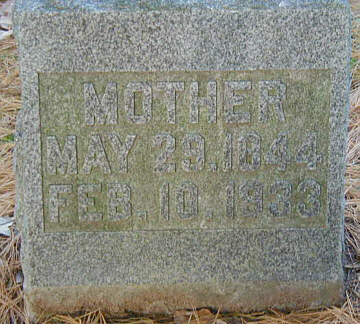 MOTHER
MAY 29. 1844
FEB. 10. 1933